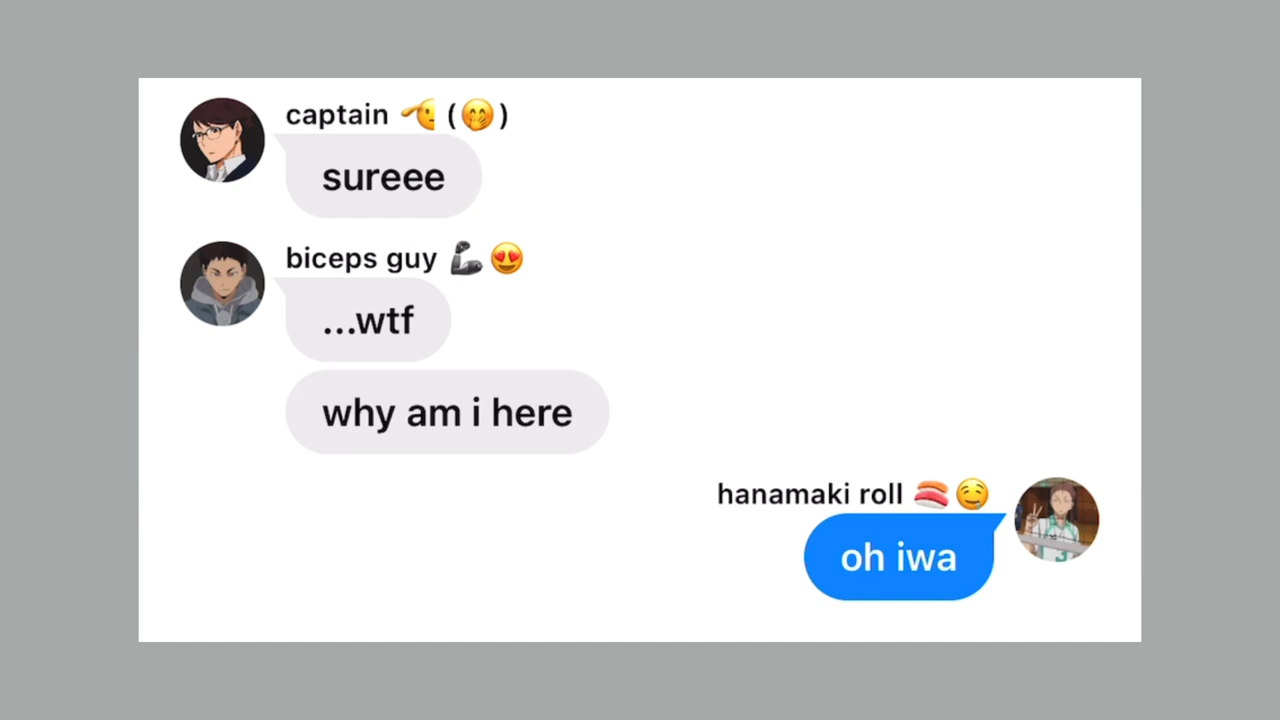 captain 🫡 (🤭)
sureee
biceps guy 🦾😍
...wtf
why am i here
hanamaki roll 🍣🤤
oh iwa